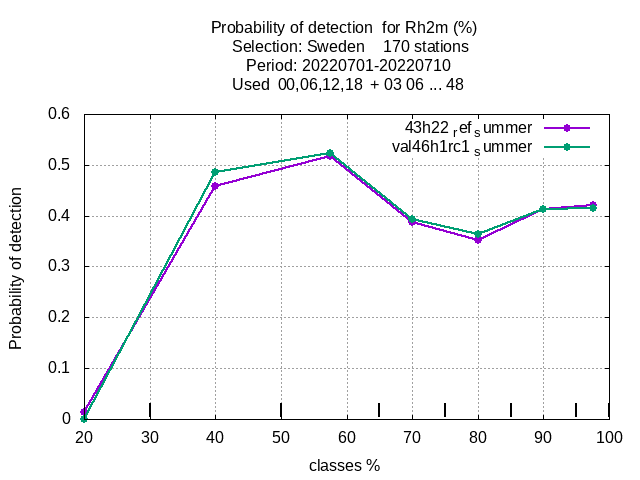 Probability of detection  for Rh2m (%)
Selection: Sweden    170 stations
Period: 20220701-20220710
Used  00,06,12,18  + 03 06 ... 48
43h22refsummer
val46h1rc1summer
Probability of detection
0.6
0.5
0.4
0.3
0.2
0.1
0
20 30 40 50 60 70 80 90 100
classes %